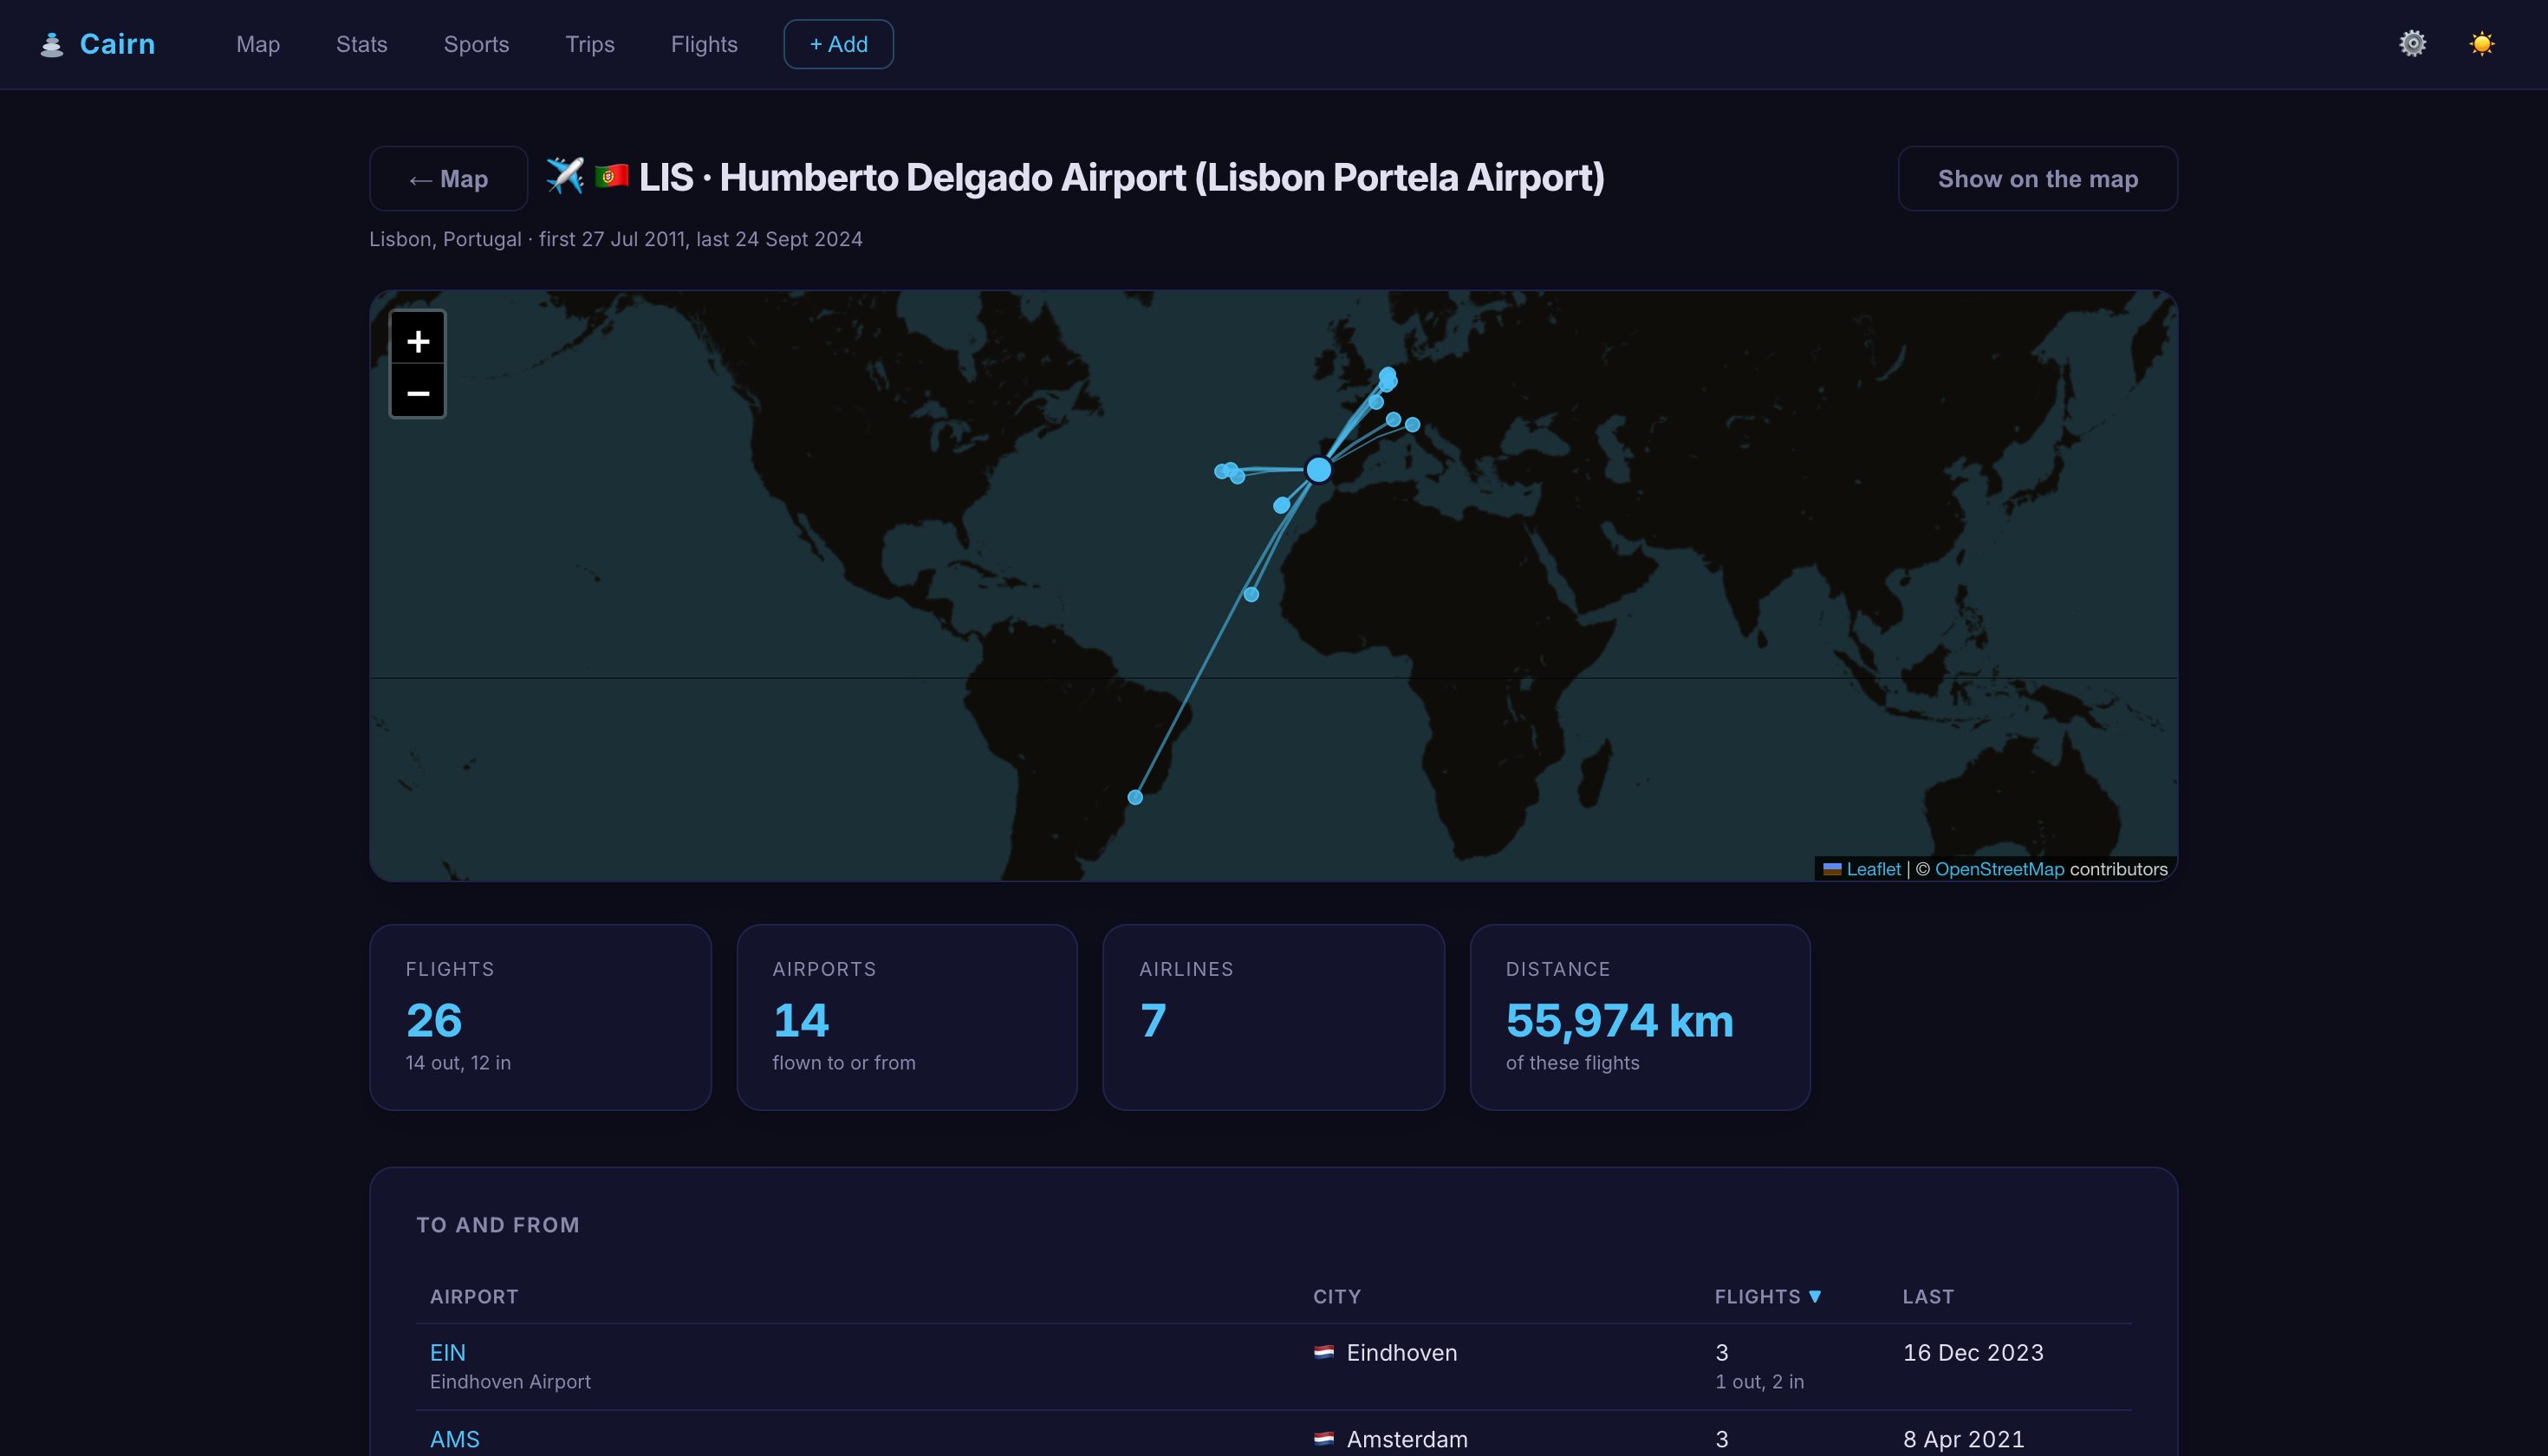 Cairn
Map
Stats
Sports
Trips
Flights
+ Add
← Map
LIS · Humberto Delgado Airport (Lisbon Portela Airport)
Show on the map
Lisbon, Portugal · first 27 Jul 2011, last 24 Sept 2024
+
−
Leaflet | © OpenStreetMap contributors
FLIGHTS
26
14 out, 12 in
AIRPORTS
14
flown to or from
AIRLINES
7
DISTANCE
55,974 km
of these flights
TO AND FROM
AIRPORT CITY FLIGHTS ▼ LAST
EIN Eindhoven 3 16 Dec 2023
Eindhoven Airport 1 out, 2 in
AMS Amsterdam 3 8 Apr 2021